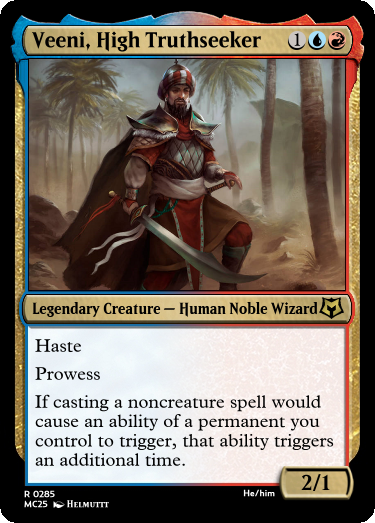 Veeni, High Truthseeker 1
Legendary Creature — Human Noble Wizard
Haste
Prowess
If casting a noncreature spell would
cause an ability of a permanent you
control to trigger, that ability triggers
an additional time.
2/1
R 0285 He/him
MC25 Helmuttt